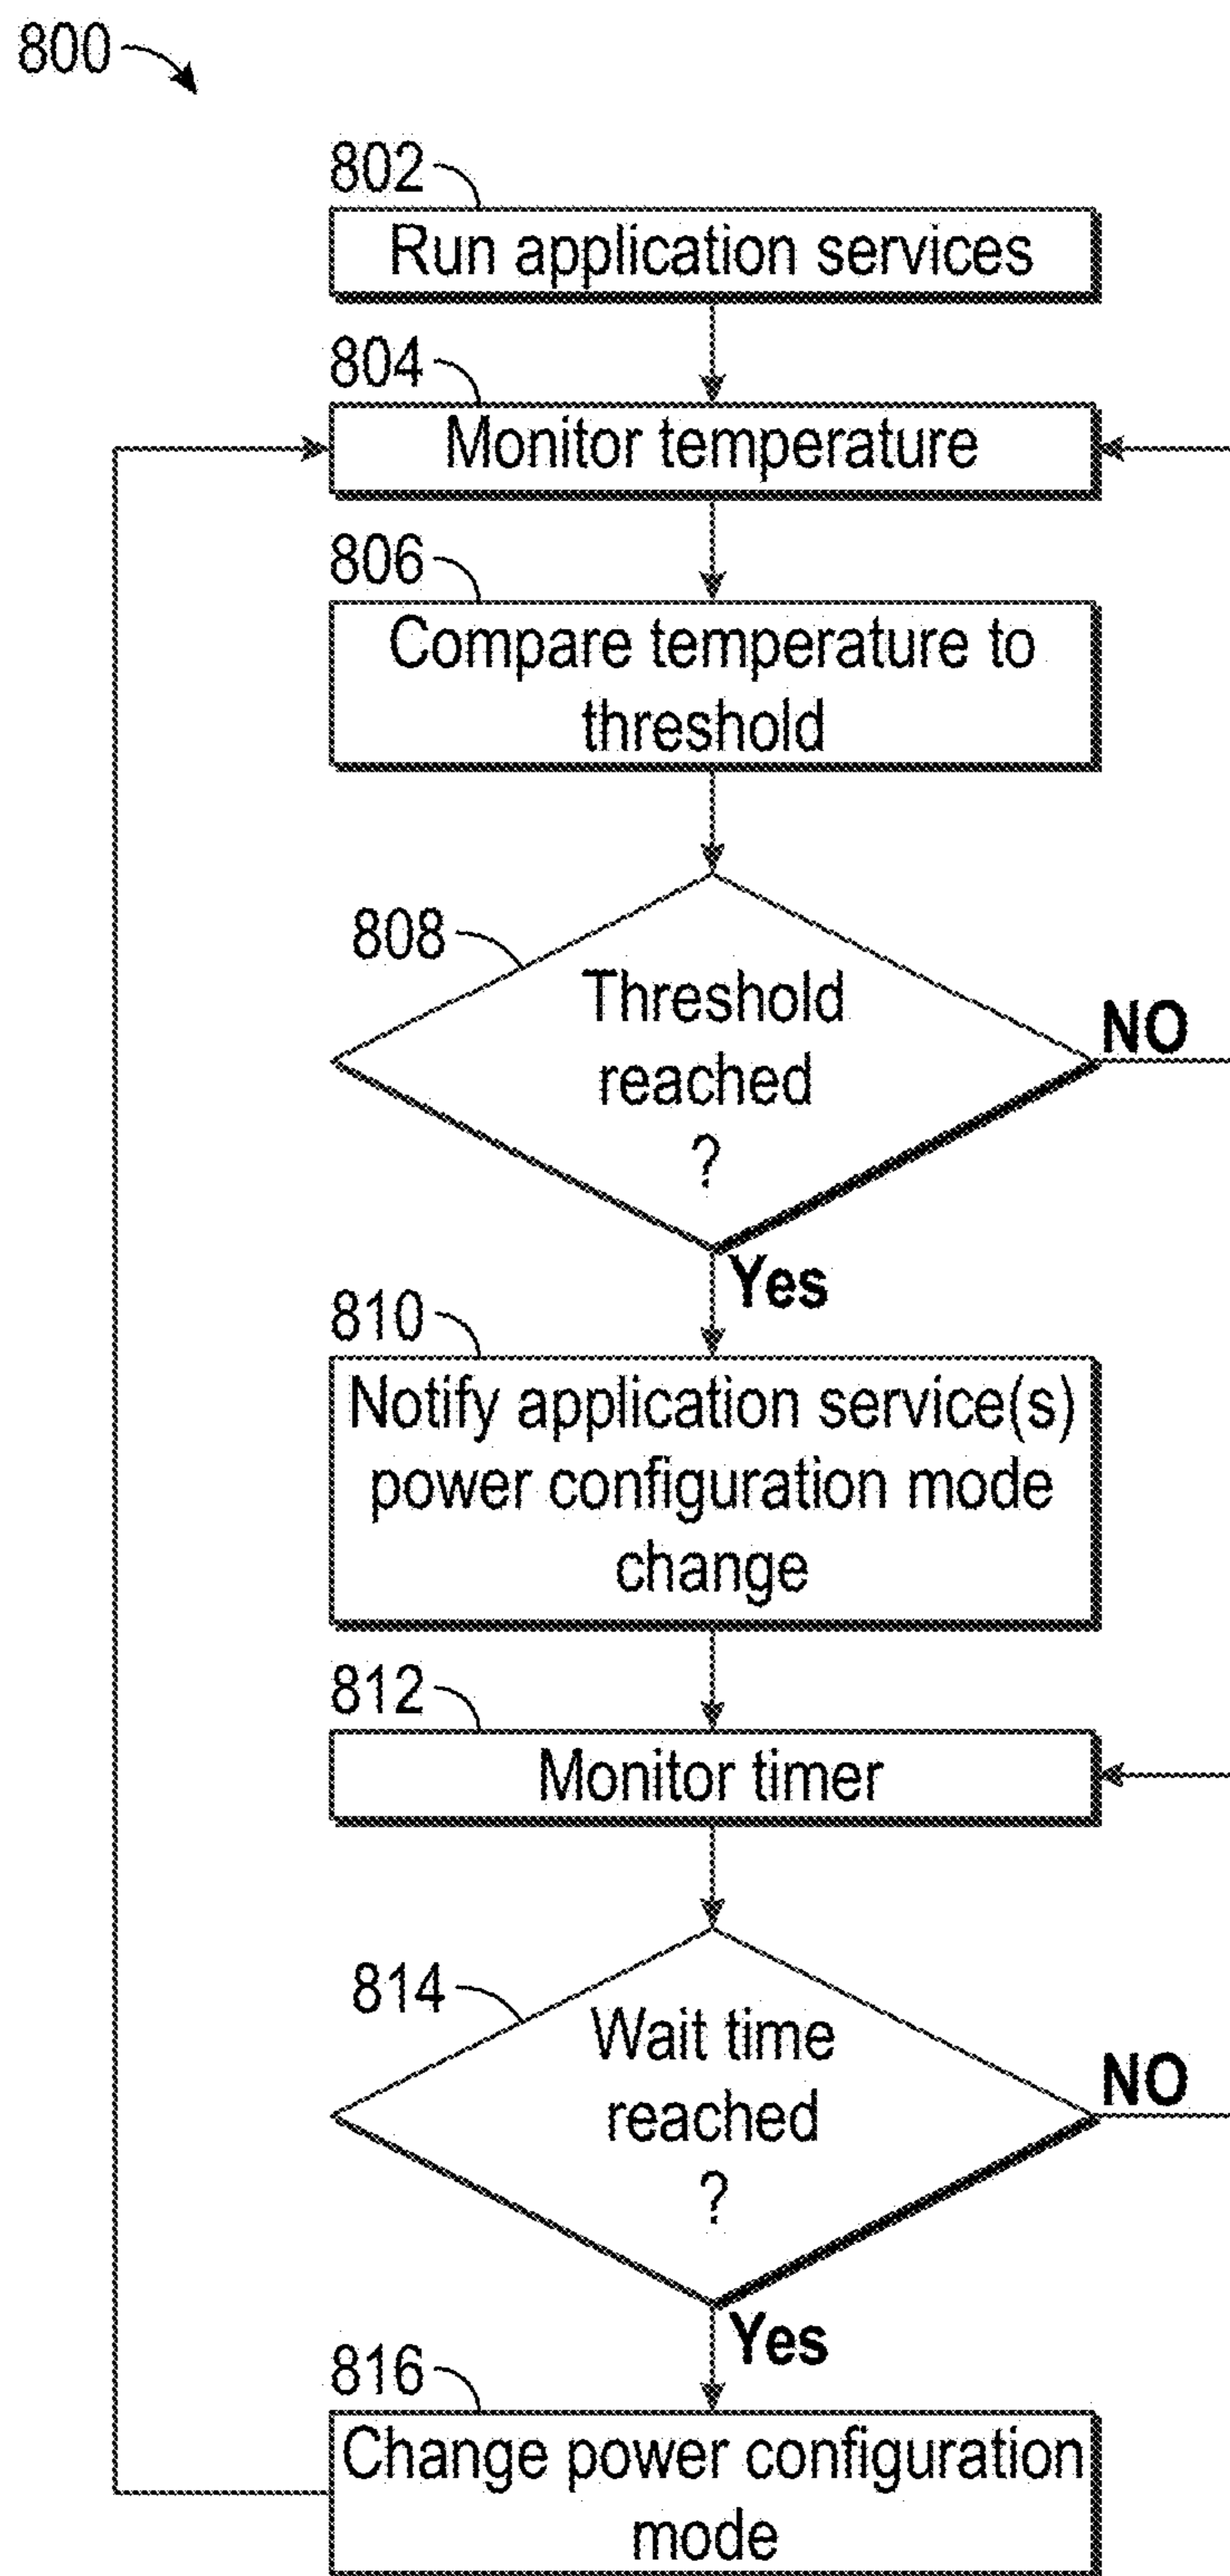 800
802
Run application services
804
Monitor temperature
806
Compare temperature to
threshold
808
Threshold
reached
?
NO
Yes
810
Notify application service(s)
power configuration mode
change
812
Monitor timer
814
Wait time
reached
?
NO
Yes
816
Change power configuration
mode